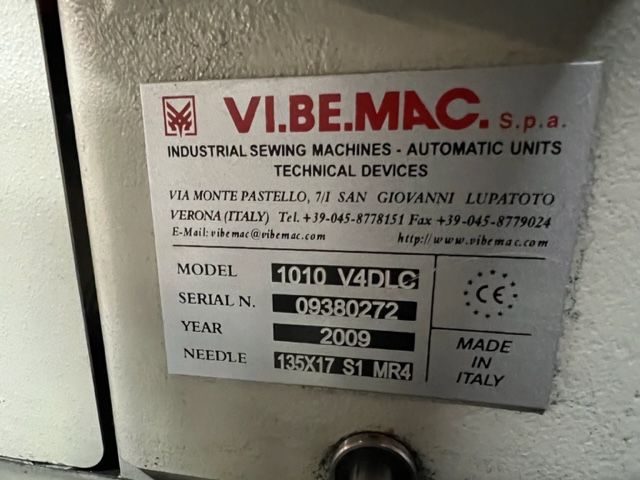 VI.BE.MAC. S.p.a.
INDUSTRIAL SEWING MACHINES - AUTOMATIC UNITS
TECHNICAL DEVICES
VIA MONTE PASTELLO, 7/I SAN GIOVANNI LUPATOTO
VERONA (ITALY) Tel. +39-045-8778151 Fax +39-045-8779024
E-Mail: vibemac@vibemac.com http://www.vibemac.com
MODEL 1010 V4DLC
SERIAL N. 09380272
YEAR 2009
NEEDLE 135X17 S1 MR4
CE
MADE
IN
ITALY